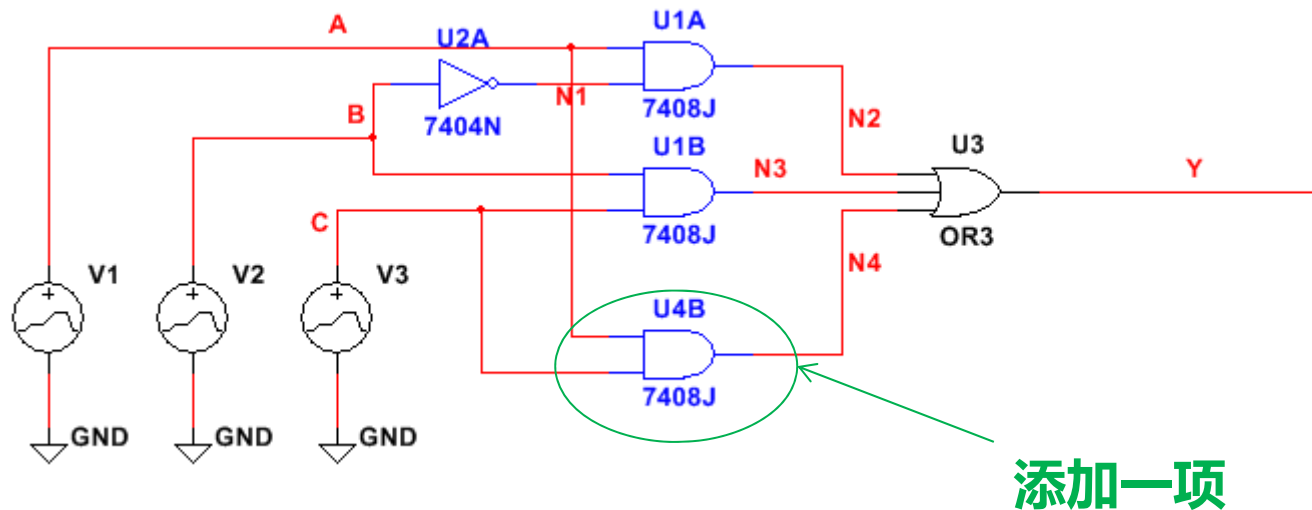 A
U2A
U1A
N1
7408J
B
7404N
N2
U1B
N3
U3
Y
C
7408J
OR3
V1
V2
V3
N4
U4B
7408J
GND
GND
GND
添加一项